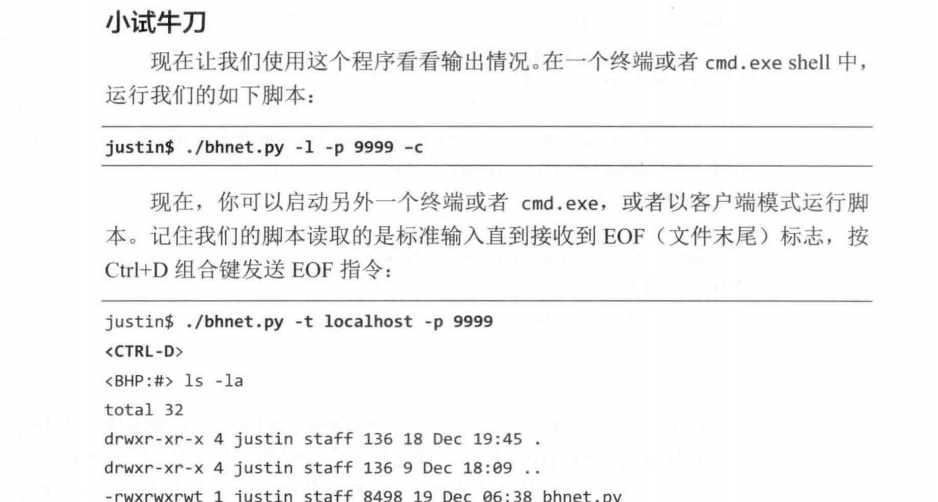 小试牛刀
现在让我们使用这个程序看看输出情况。在一个终端或者 cmd.exe shell 中，
运行我们的如下脚本：
justin$ ./bhnet.py -l -p 9999 -c
现在，你可以启动另外一个终端或者 cmd.exe，或者以客户端模式运行脚
本。记住我们的脚本读取的是标准输入直到接收到 EOF（文件末尾）标志，按
Ctrl+D 组合键发送 EOF 指令：
justin$ ./bhnet.py -t localhost -p 9999
<CTRL-D>
<BHP:#> ls -la
total 32
drwxr-xr-x 4 justin staff 136 18 Dec 19:45 .
drwxr-xr-x 4 justin staff 136 9 Dec 18:09 ..
-rwxrwxrwt 1 justin staff 8498 19 Dec 06:38 bhnet.py